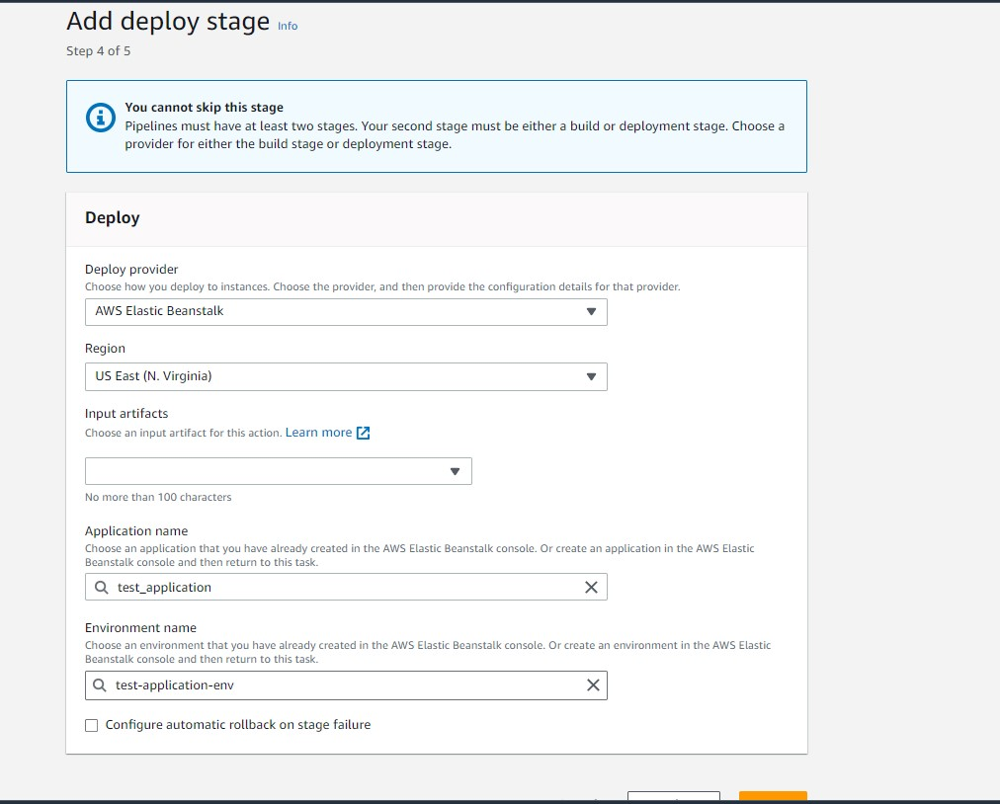 Add deploy stage Info
Step 4 of 5
You cannot skip this stage
Pipelines must have at least two stages. Your second stage must be either a build or deployment stage. Choose a
provider for either the build stage or deployment stage.
Deploy
Deploy provider
Choose how you deploy to instances. Choose the provider, and then provide the configuration details for that provider.
AWS Elastic Beanstalk
Region
US East (N. Virginia)
Input artifacts
Choose an input artifact for this action. Learn more
No more than 100 characters
Application name
Choose an application that you have already created in the AWS Elastic Beanstalk console. Or create an application in the AWS Elastic
Beanstalk console and then return to this task.
test_application
Environment name
Choose an environment that you have already created in the AWS Elastic Beanstalk console. Or create an environment in the AWS Elastic
Beanstalk console and then return to this task.
test-application-env
Configure automatic rollback on stage failure